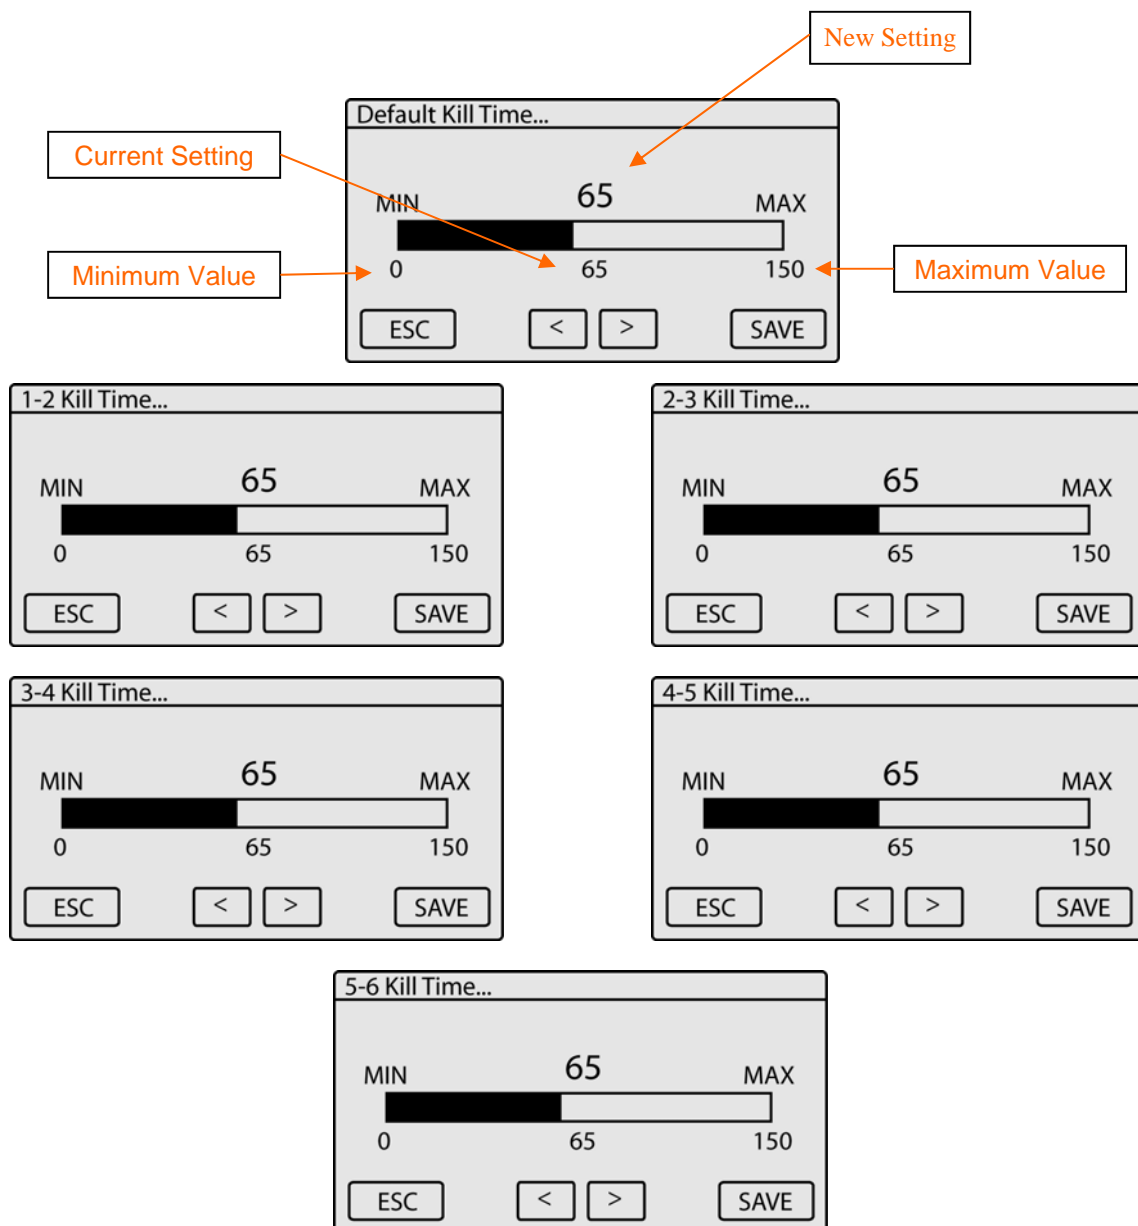 New Setting
Default Kill Time...
Current Setting
65
MIN MAX
Minimum Value
0 65 150
Maximum Value
ESC < > SAVE
1-2 Kill Time...
65
MIN MAX
0 65 150
ESC < > SAVE
2-3 Kill Time...
65
MIN MAX
0 65 150
ESC < > SAVE
3-4 Kill Time...
65
MIN MAX
0 65 150
ESC < > SAVE
4-5 Kill Time...
65
MIN MAX
0 65 150
ESC < > SAVE
5-6 Kill Time...
65
MIN MAX
0 65 150
ESC < > SAVE